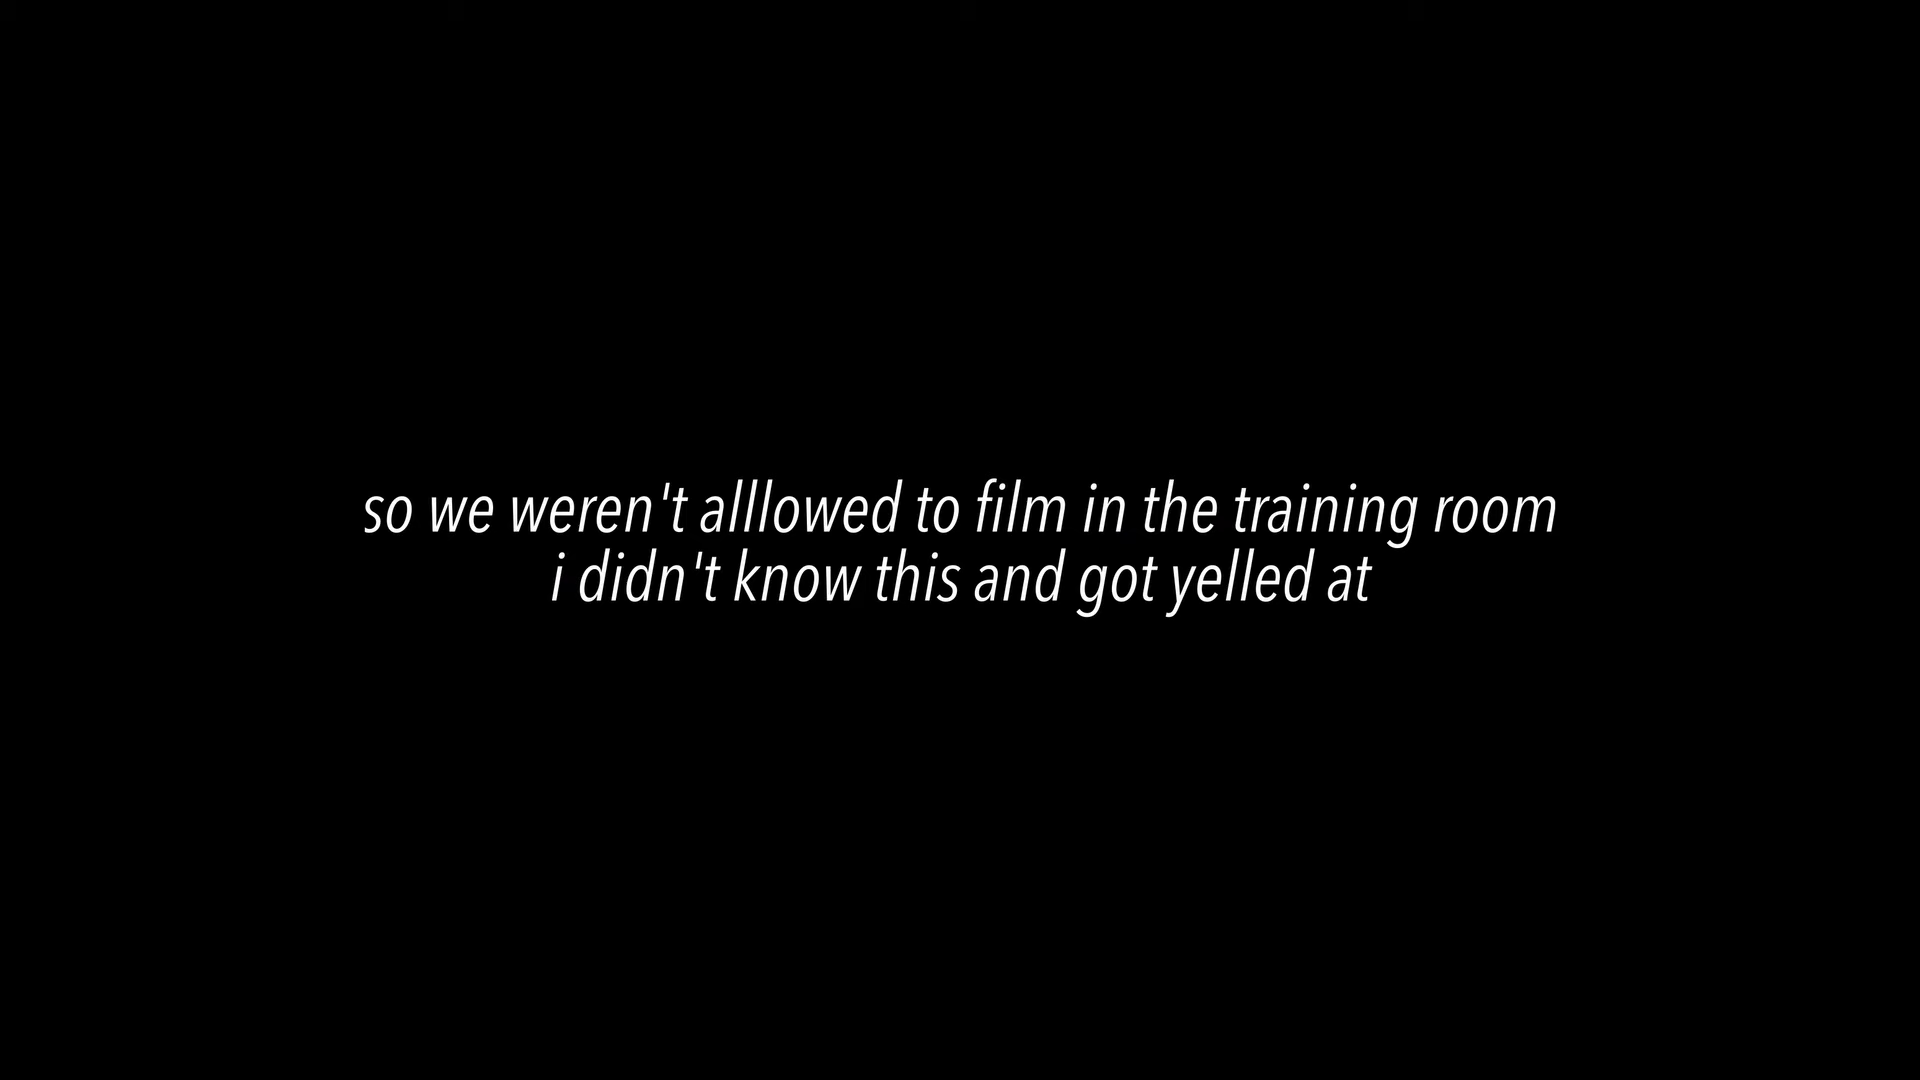 so we weren't alllowed to film in the training room
i didn't know this and got yelled at